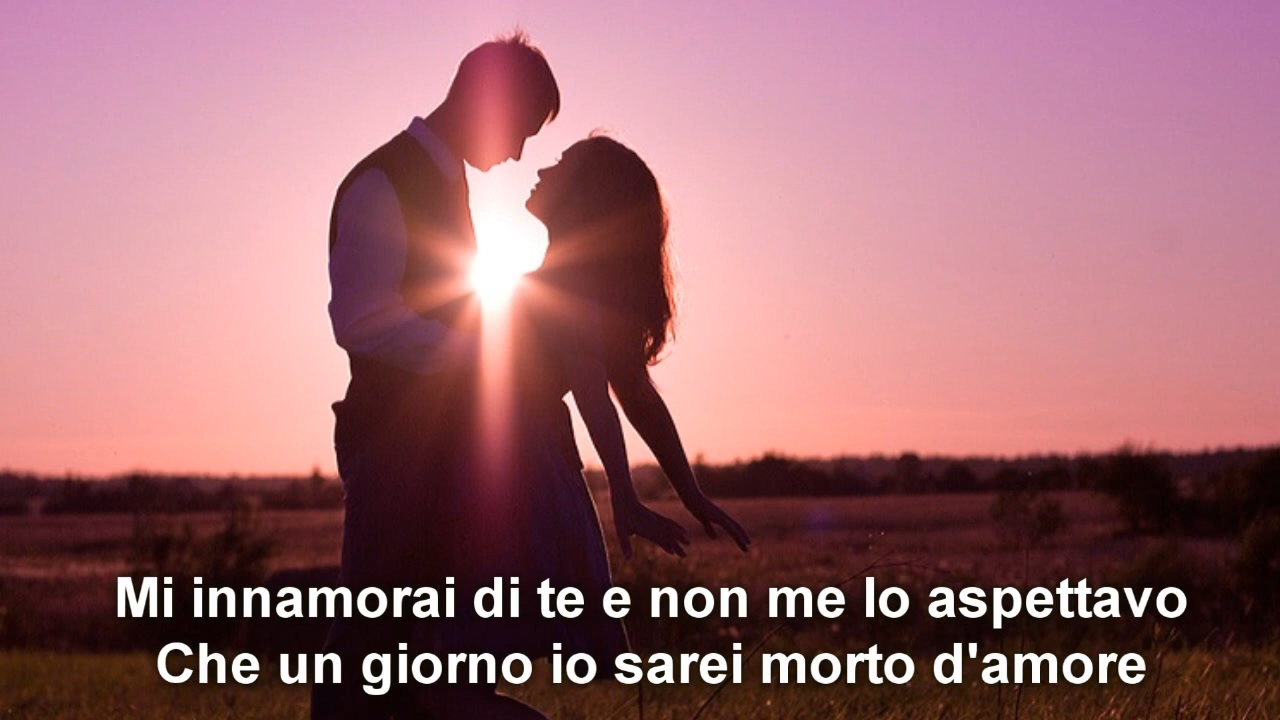 Mi innamorai di te e non me lo aspettavo
Che un giorno io sarei morto d'amore